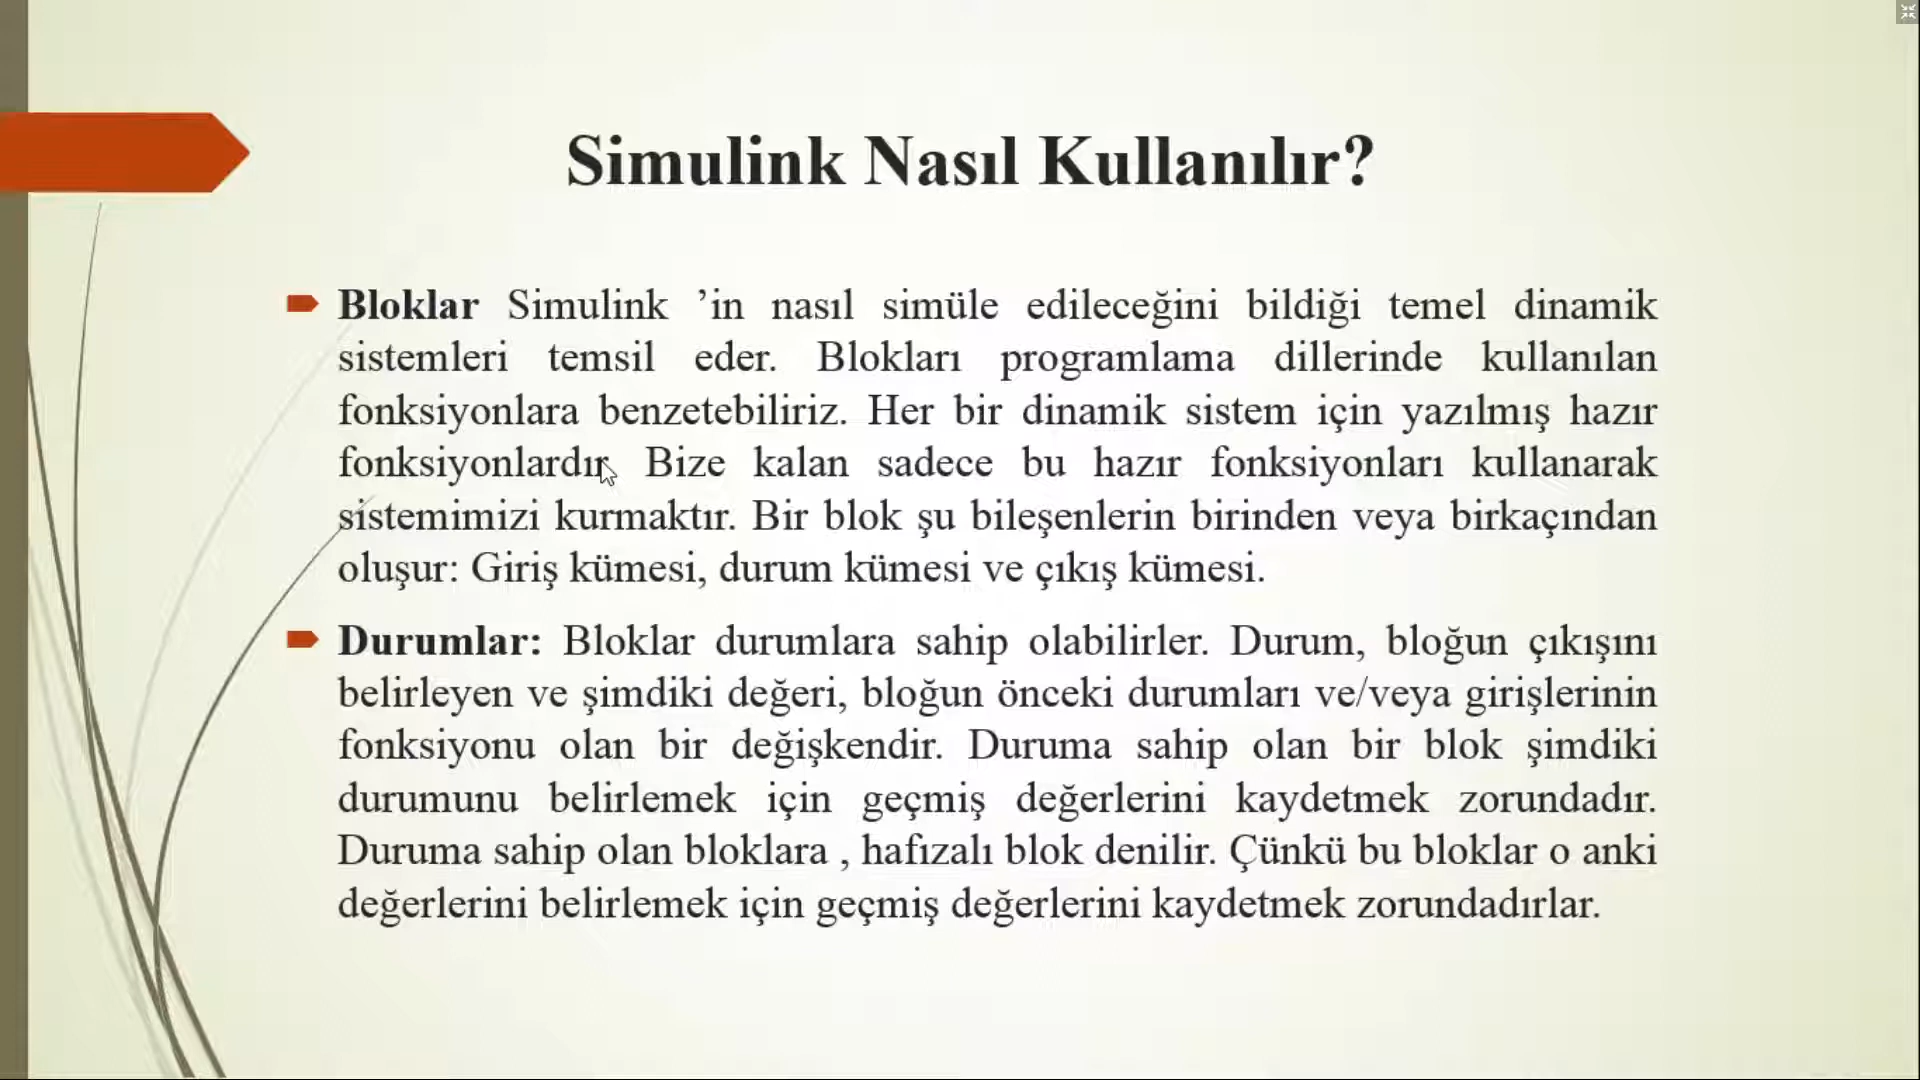 Simulink Nasıl Kullanılır?
Bloklar Simulink ’in nasıl simüle edileceğini bildiği temel dinamik
sistemleri temsil eder. Blokları programlama dillerinde kullanılan
fonksiyonlara benzetebiliriz. Her bir dinamik sistem için yazılmış hazır
fonksiyonlardır. Bize kalan sadece bu hazır fonksiyonları kullanarak
sistemimizi kurmaktır. Bir blok şu bileşenlerin birinden veya birkaçından
oluşur: Giriş kümesi, durum kümesi ve çıkış kümesi.
Durumlar: Bloklar durumlara sahip olabilirler. Durum, bloğun çıkışını
belirleyen ve şimdiki değeri, bloğun önceki durumları ve/veya girişlerinin
fonksiyonu olan bir değişkendir. Duruma sahip olan bir blok şimdiki
durumunu belirlemek için geçmiş değerlerini kaydetmek zorundadır.
Duruma sahip olan bloklara , hafızalı blok denilir. Çünkü bu bloklar o anki
değerlerini belirlemek için geçmiş değerlerini kaydetmek zorundadırlar.